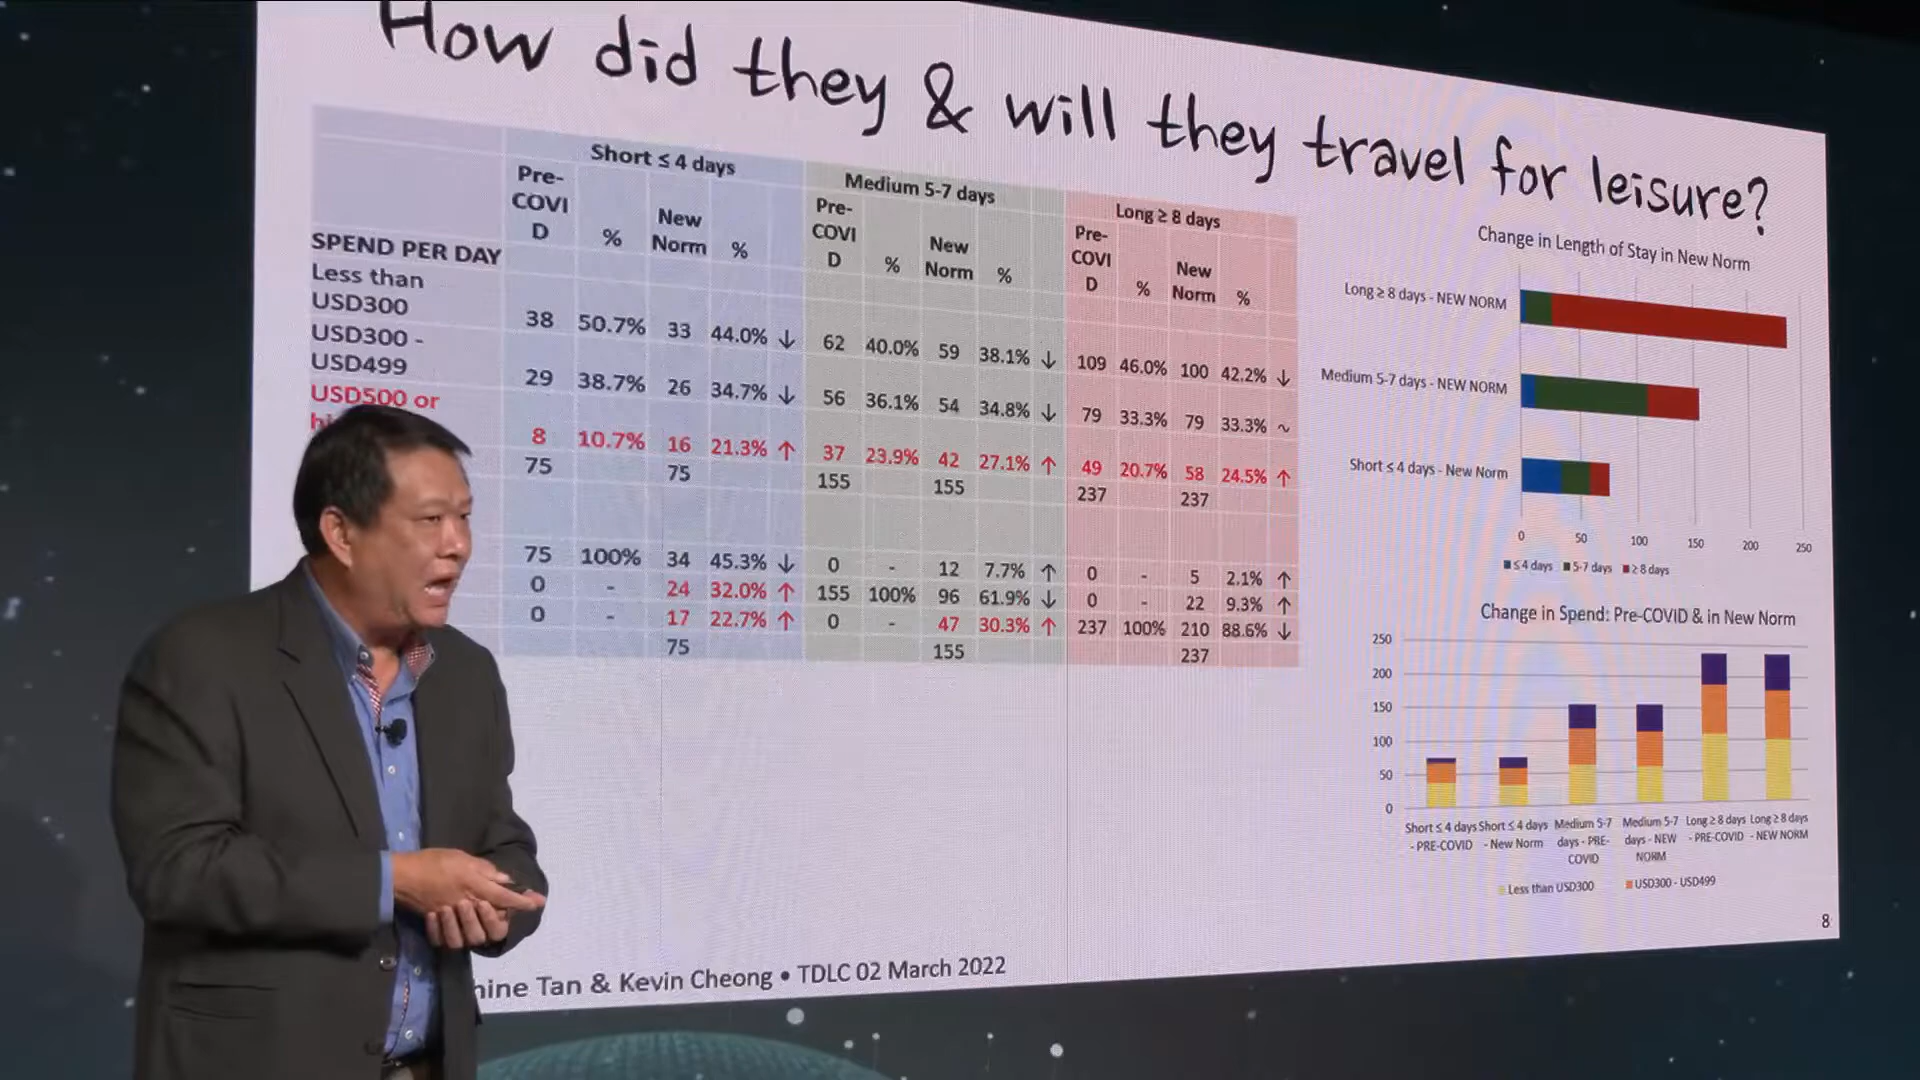 How did they & will they travel for leisure?
Short ≤ 4 days Medium 5-7 days Long ≥ 8 days
SPEND PER DAY Pre-COVID % New Norm % Pre-COVID % New Norm % Pre-COVID % New Norm %
Less than USD300 38 50.7% 33 44.0% ↓ 62 40.0% 59 38.1% ↓ 109 46.0% 100 42.2% ↓
USD300 - USD499 29 38.7% 26 34.7% ↓ 56 36.1% 54 34.8% ↓ 79 33.3% 79 33.3% ~
USD500 or 8 10.7% 16 21.3% ↑ 37 23.9% 42 27.1% ↑ 49 20.7% 58 24.5% ↑
75 75 155 155 237 237
75 100% 34 45.3% ↓ 0 - 12 7.7% ↑ 0 - 5 2.1% ↑
0 - 24 32.0% ↑ 155 100% 96 61.9% ↓ 0 - 22 9.3% ↑
0 - 17 22.7% ↑ 0 - 47 30.3% ↑ 237 100% 210 88.6% ↓
75 155 237
Change in Length of Stay in New Norm
Long ≥ 8 days - NEW NORM
Medium 5-7 days - NEW NORM
Short ≤ 4 days - New Norm
0 50 100 150 200 250
≤ 4 days 5-7 days ≥ 8 days
Change in Spend: Pre-COVID & in New Norm
250
200
150
100
50
0
Short ≤ 4 days - PRE-COVID Short ≤ 4 days - New Norm Medium 5-7 days - PRE-COVID Medium 5-7 days - NEW NORM Long ≥ 8 days - PRE-COVID Long ≥ 8 days - NEW NORM
Less than USD300 USD300 - USD499
8
Tan & Kevin Cheong • TDLC 02 March 2022